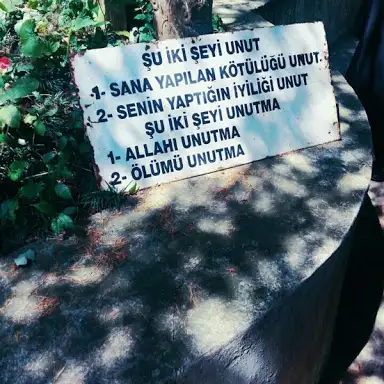 ŞU İKİ ŞEYİ UNUT
1- SANA YAPILAN KÖTÜLÜĞÜ UNUT.
2- SENİN YAPTIĞIN İYİLİĞİ UNUT
ŞU İKİ ŞEYİ UNUTMA
1- ALLAHI UNUTMA
2- ÖLÜMÜ UNUTMA